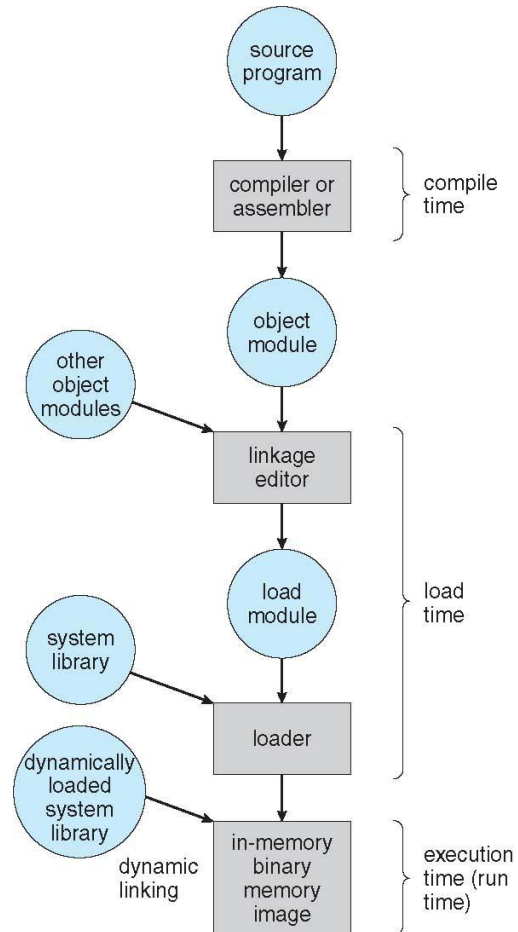 source
program
compiler or
assembler
compile
time
object
module
other
object
modules
linkage
editor
load
module
load
time
system
library
loader
dynamically
loaded
system
library
dynamic
linking
in-memory
binary
memory
image
execution
time (run
time)